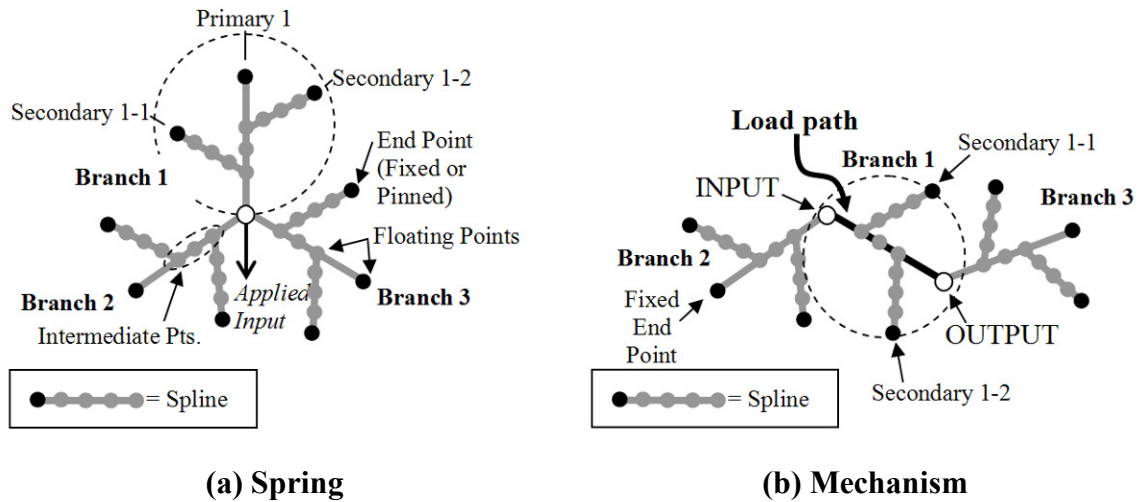 Primary 1
Secondary 1-2
Secondary 1-1
End Point
(Fixed or
Pinned)
Branch 1
Floating Points
Branch 2
Applied
Input
Branch 3
Intermediate Pts.
= Spline
(a) Spring
Load path
Secondary 1-1
Branch 1
INPUT
Branch 3
Branch 2
Fixed
End
Point
OUTPUT
Secondary 1-2
= Spline
(b) Mechanism